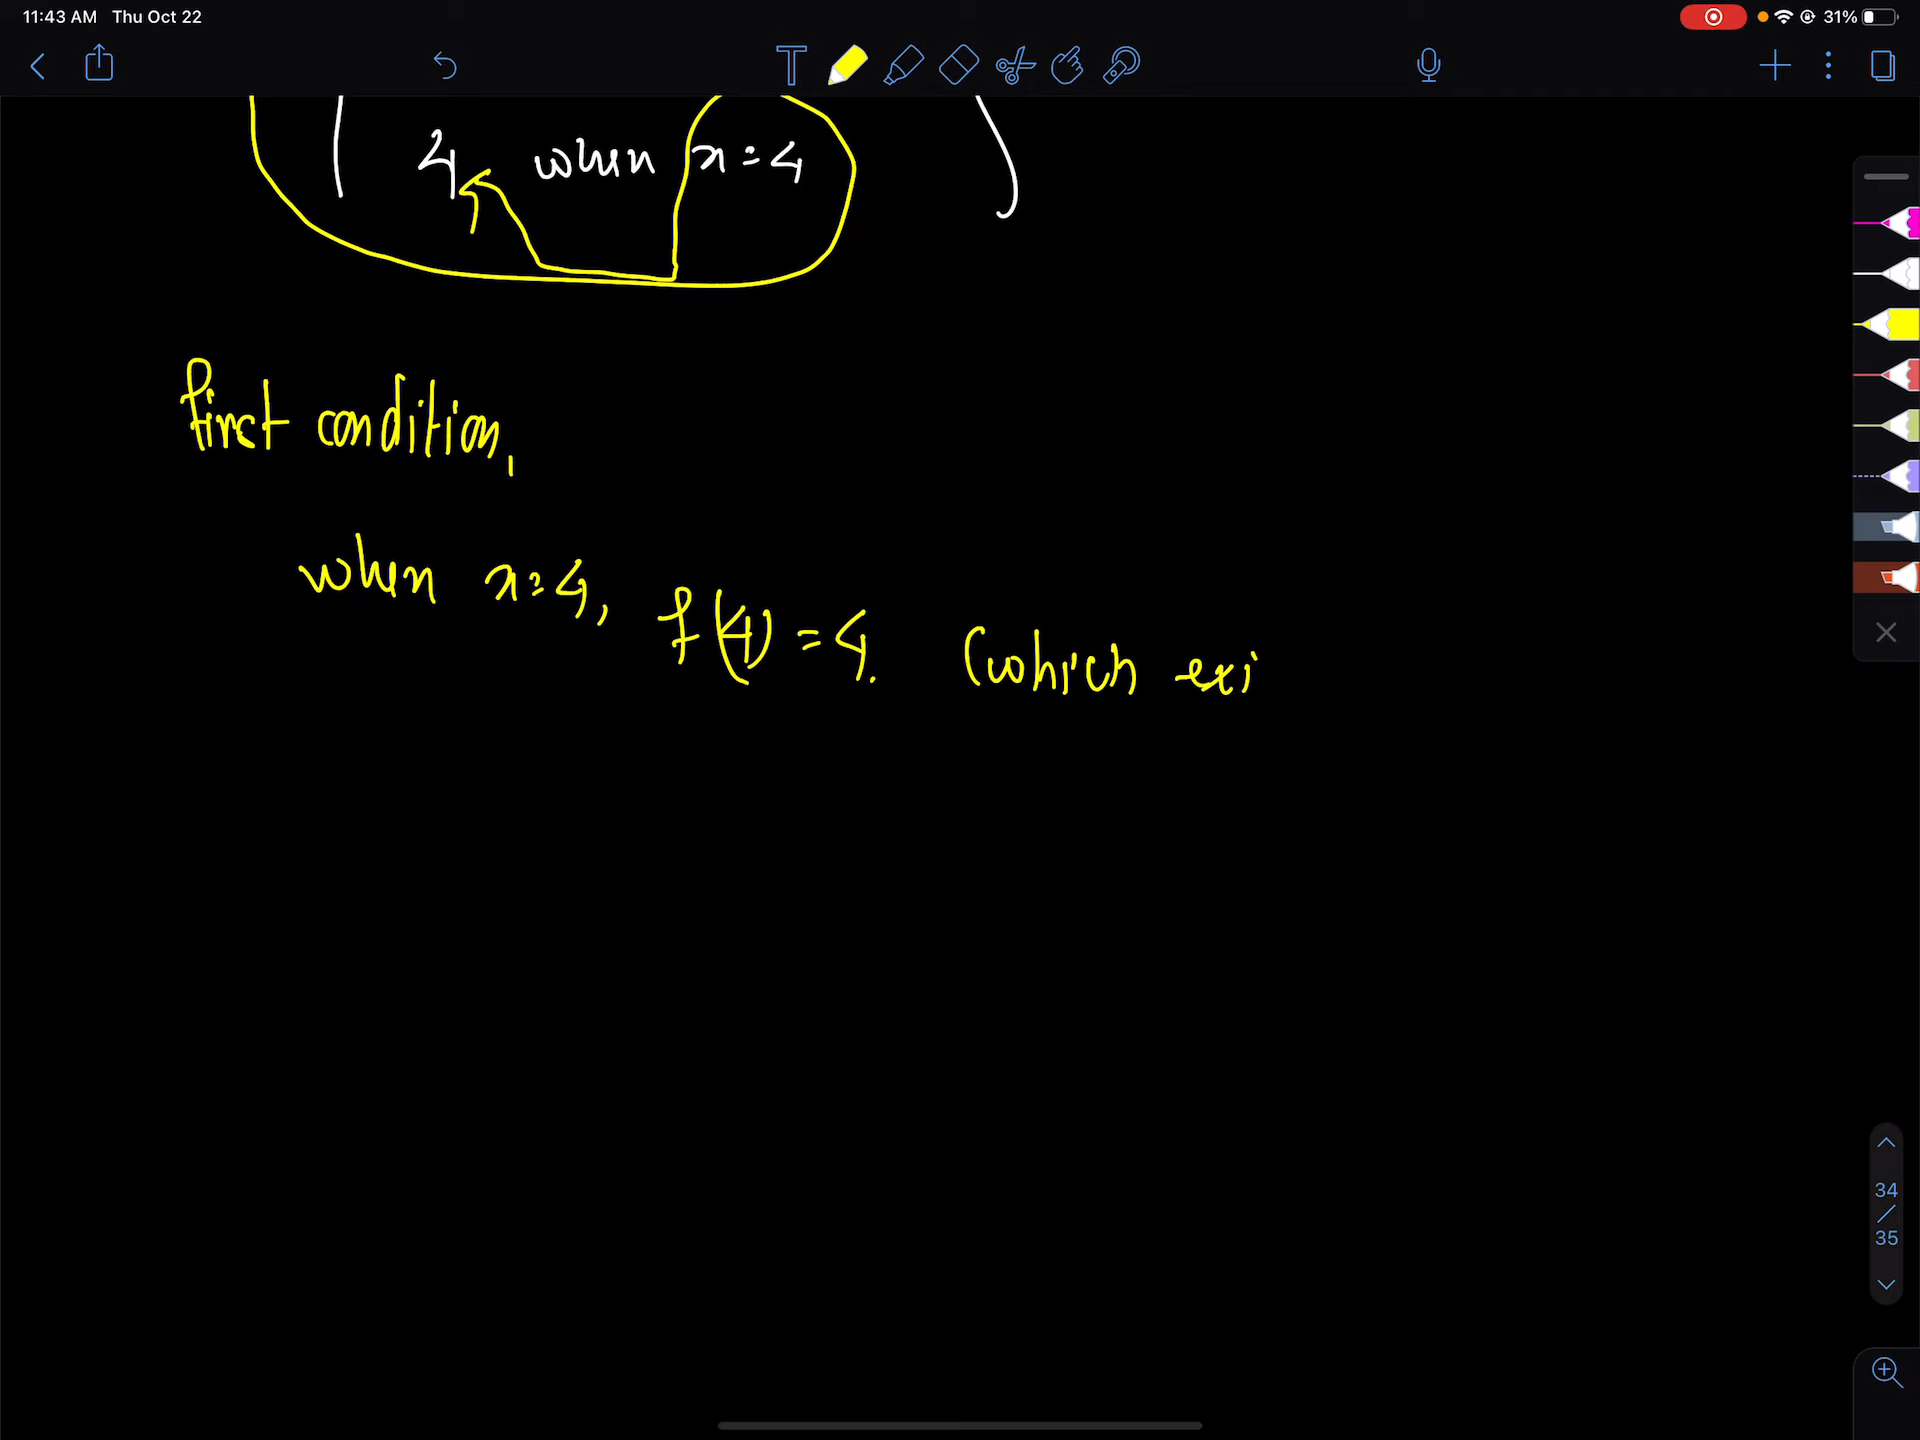 11:43 AM Thu Oct 22
31%
4 when x = 4
first condition,
when x = 4, f(4) = 4. (which exi
34
/
35